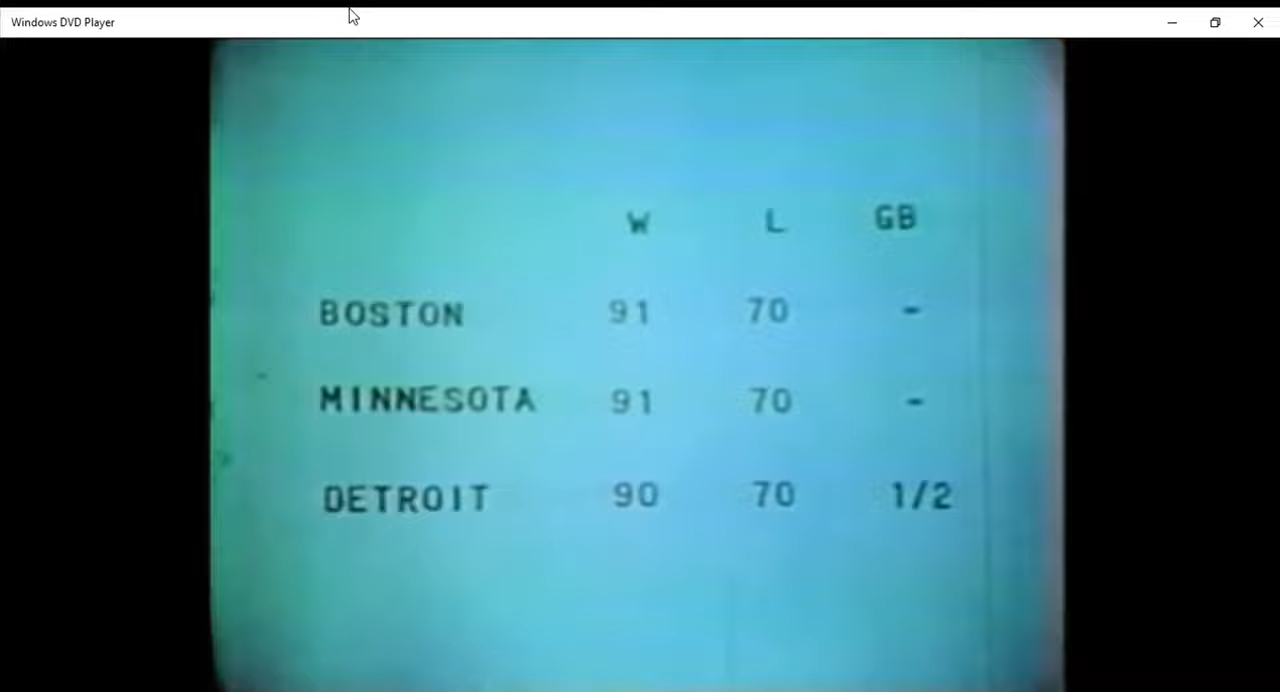 Windows DVD Player
W L GB
BOSTON 91 70 -
MINNESOTA 91 70 -
DETROIT 90 70 1/2